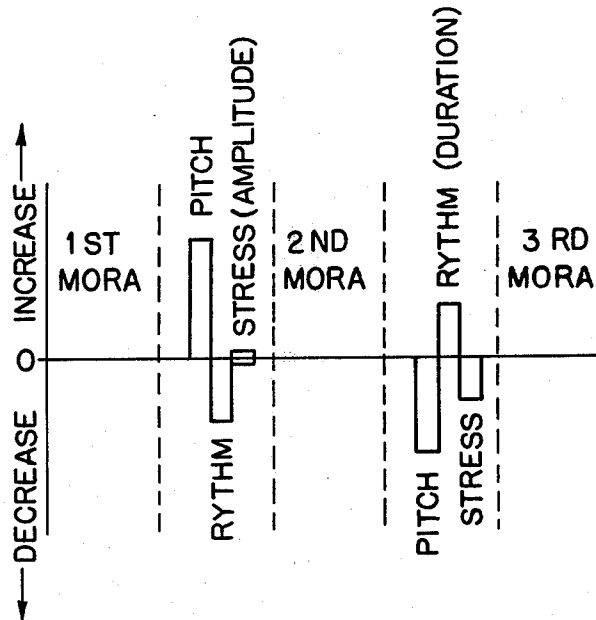 INCREASE
0
DECREASE
1 ST
MORA
PITCH
RYTHM
STRESS (AMPLITUDE)
2 ND
MORA
PITCH
RYTHM (DURATION)
STRESS
3 RD
MORA